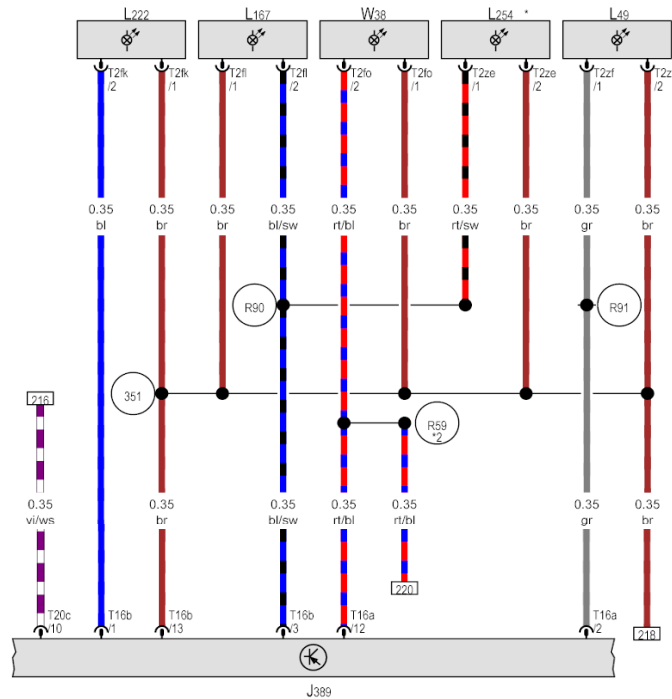 L222 L167 W38 L254 * L49
T2fk T2fk T2fl T2fl T2fo T2fo T2ze T2ze T2zf T2z
/2 /1 /1 /2 /2 /1 /1 /2 /1 /2
0.35 0.35 0.35 0.35 0.35 0.35 0.35 0.35 0.35 0.35
bl br br bl/sw rt/bl br rt/sw br gr br
R90 R91
351
216
R59
*2
0.35 0.35 0.35 0.35 0.35 0.35 0.35
vi/ws br bl/sw rt/bl rt/bl gr br
220
T20c T16b T16b T16b T16a T16a
/10 /1 /13 /3 /12 /2
218
J389